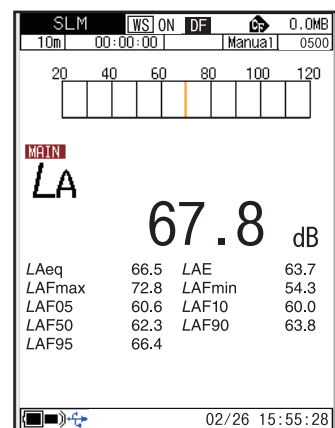 SLM WS ON DF CF 0.0MB
10m 00:00:00 Manual 0500
20 40 60 80 100 120
MAIN
LA
67.8 dB
LAeq 66.5 LAE 63.7
LAFmax 72.8 LAFmin 54.3
LAF05 60.6 LAF10 60.0
LAF50 62.3 LAF90 63.8
LAF95 66.4
02/26 15:55:28